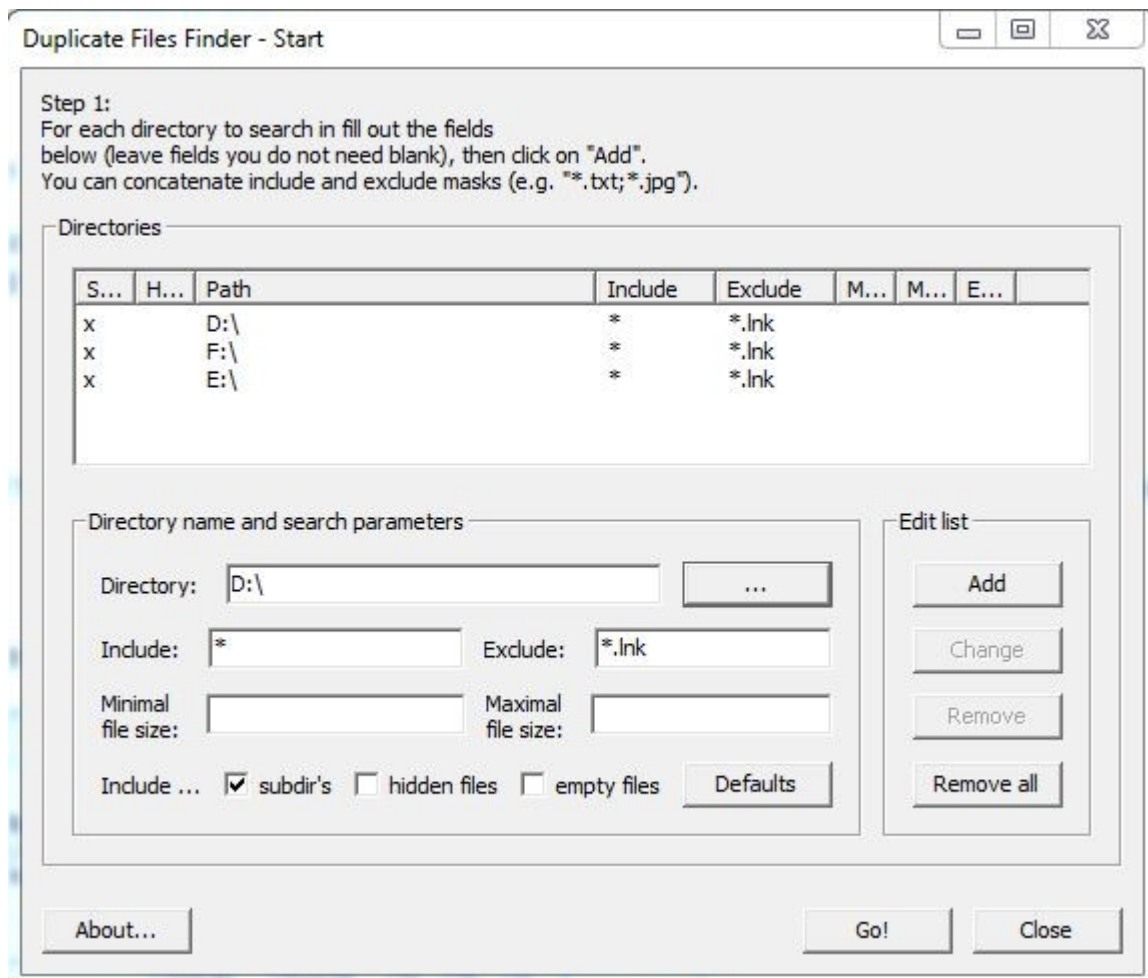 Duplicate Files Finder - Start
Step 1:
For each directory to search in fill out the fields
below (leave fields you do not need blank), then click on "Add".
You can concatenate include and exclude masks (e.g. "*.txt;*.jpg").
Directories
S... H... Path Include Exclude M... M... E...
x D:\ * *.lnk
x F:\ * *.lnk
x E:\ * *.lnk
Directory name and search parameters
Directory: D:\ ...
Include: * Exclude: *.lnk
Minimal
file size:
Maximal
file size:
Include ... subdir's hidden files empty files Defaults
Edit list
Add
Change
Remove
Remove all
About... Go! Close